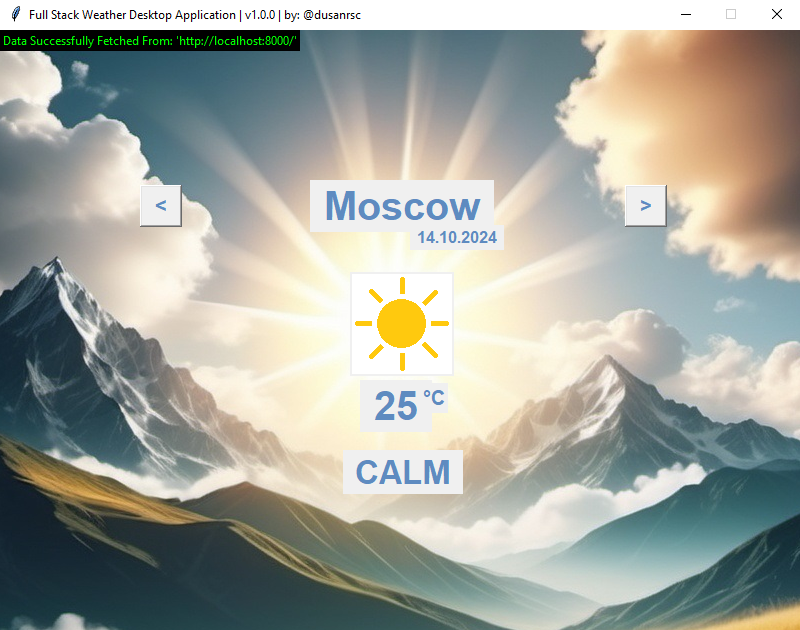 Full Stack Weather Desktop Application | v1.0.0 | by: @dusanrsc
Data Successfully Fetched From: 'http://localhost:8000/'
< Moscow >
14.10.2024
25 °C
CALM